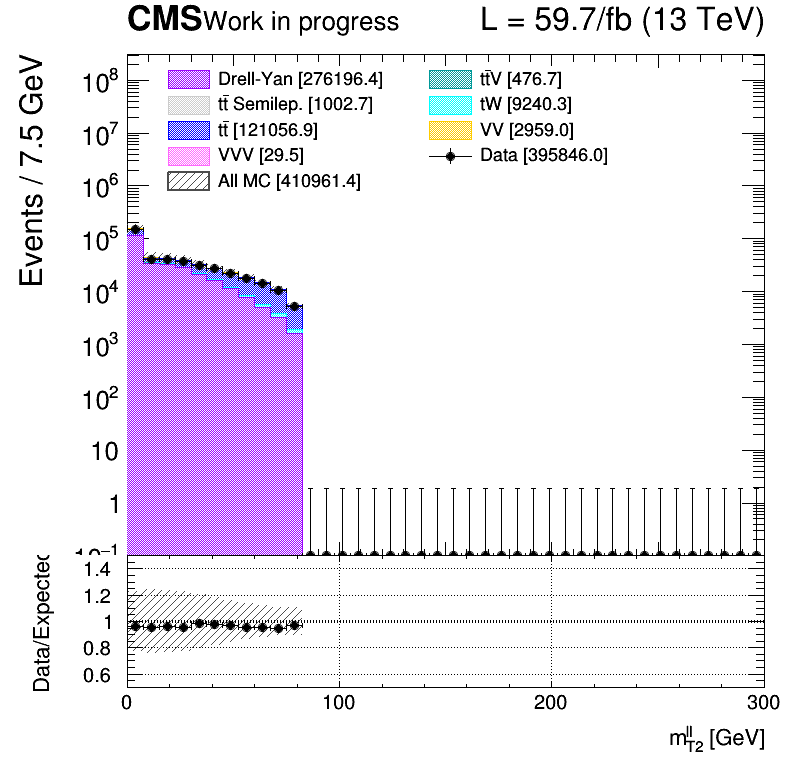 CMS Work in progress L = 59.7/fb (13 TeV)
Events / 7.5 GeV
Drell-Yan [276196.4]
tt̄ Semilep. [1002.7]
tt̄ [121056.9]
VVV [29.5]
All MC [410961.4]
tt̄V [476.7]
tW [9240.3]
VV [2959.0]
Data [395846.0]
10⁸
10⁷
10⁶
10⁵
10⁴
10³
10²
10
1
10⁻¹
Data/Expected
1.4
1.2
1
0.8
0.6
0 100 200 300
m^{ll}_{T2} [GeV]